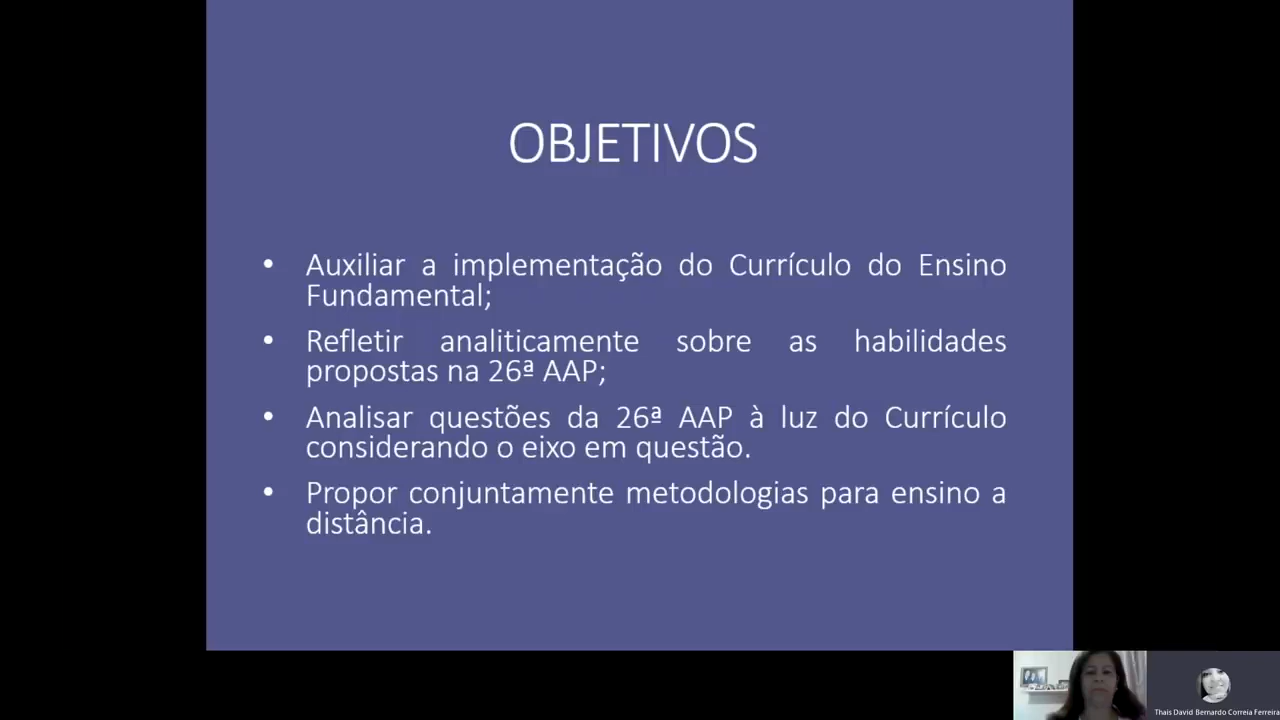 OBJETIVOS
• Auxiliar a implementação do Currículo do Ensino
Fundamental;
• Refletir analiticamente sobre as habilidades
propostas na 26ª AAP;
• Analisar questões da 26ª AAP à luz do Currículo
considerando o eixo em questão.
• Propor conjuntamente metodologias para ensino a
distância.
Thais David Bernardo Correia Ferreira